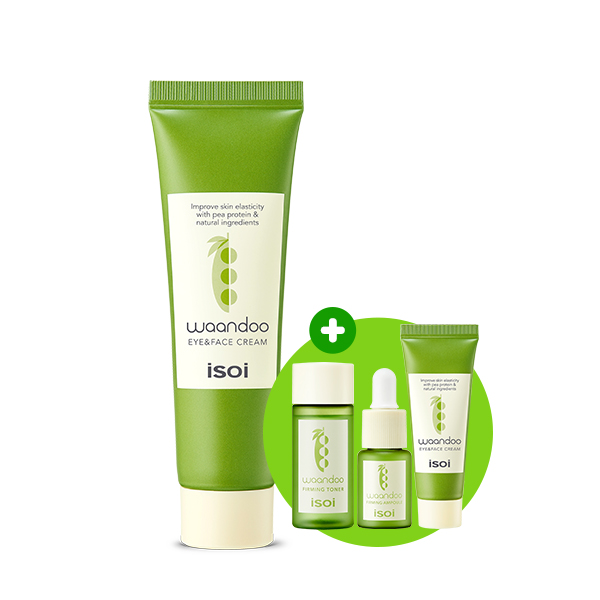 Improve skin elasticity
with pea protein &
natural ingredients
waandoo
EYE&FACE CREAM
isoi
+
waandoo
FIRMING TONER
isoi
waandoo
FIRMING AMPOULE
isoi
Improve skin elasticity
with pea protein &
natural ingredients
waandoo
EYE&FACE CREAM
isoi